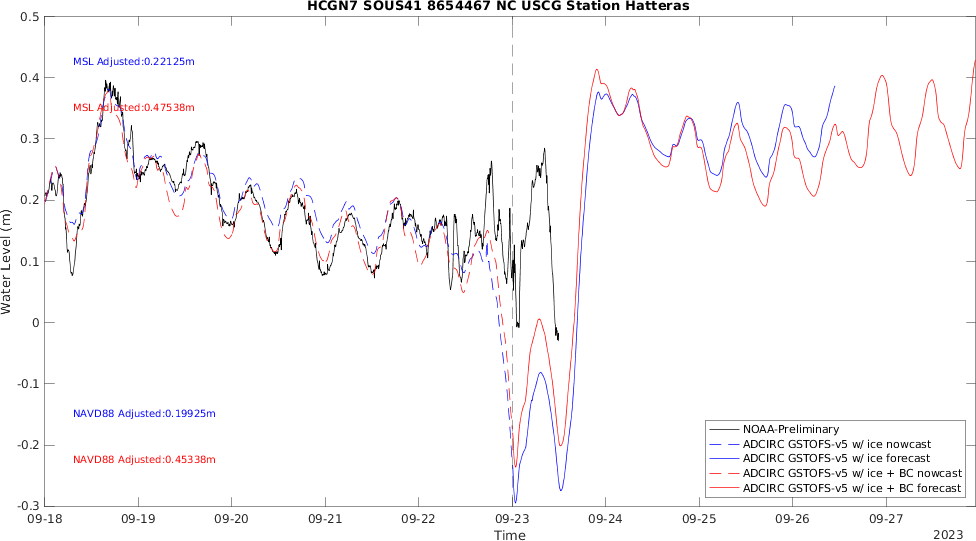 HCGN7 SOUS41 8654467 NC USCG Station Hatteras
0.5
0.4
0.3
0.2
0.1
0
-0.1
-0.2
-0.3
Water Level (m)
MSL Adjusted:0.22125m
MSL Adjusted:0.47538m
NAVD88 Adjusted:0.19925m
NAVD88 Adjusted:0.45338m
NOAA-Preliminary
ADCIRC GSTOFS-v5 w/ ice nowcast
ADCIRC GSTOFS-v5 w/ ice forecast
ADCIRC GSTOFS-v5 w/ice + BC nowcast
ADCIRC GSTOFS-v5 w/ice + BC forecast
09-18 09-19 09-20 09-21 09-22 09-23 09-24 09-25 09-26 09-27
Time
2023